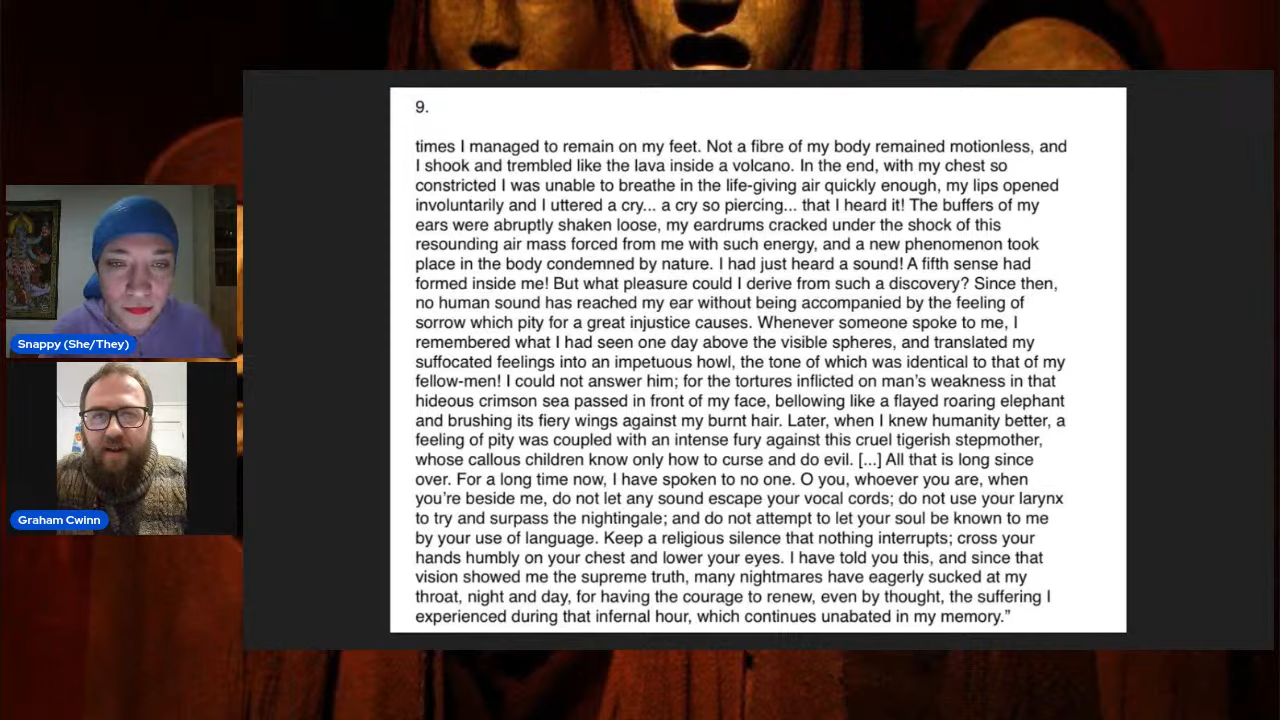 9.
times I managed to remain on my feet. Not a fibre of my body remained motionless, and
I shook and trembled like the lava inside a volcano. In the end, with my chest so
constricted I was unable to breathe in the life-giving air quickly enough, my lips opened
involuntarily and I uttered a cry... a cry so piercing... that I heard it! The buffers of my
ears were abruptly shaken loose, my eardrums cracked under the shock of this
resounding air mass forced from me with such energy, and a new phenomenon took
place in the body condemned by nature. I had just heard a sound! A fifth sense had
formed inside me! But what pleasure could I derive from such a discovery? Since then,
no human sound has reached my ear without being accompanied by the feeling of
sorrow which pity for a great injustice causes. Whenever someone spoke to me, I
remembered what I had seen one day above the visible spheres, and translated my
suffocated feelings into an impetuous howl, the tone of which was identical to that of my
fellow-men! I could not answer him; for the tortures inflicted on man's weakness in that
hideous crimson sea passed in front of my face, bellowing like a flayed roaring elephant
and brushing its fiery wings against my burnt hair. Later, when I knew humanity better, a
feeling of pity was coupled with an intense fury against this cruel tigerish stepmother,
whose callous children know only how to curse and do evil. [...] All that is long since
over. For a long time now, I have spoken to no one. O you, whoever you are, when
you're beside me, do not let any sound escape your vocal cords; do not use your larynx
to try and surpass the nightingale; and do not attempt to let your soul be known to me
by your use of language. Keep a religious silence that nothing interrupts; cross your
hands humbly on your chest and lower your eyes. I have told you this, and since that
vision showed me the supreme truth, many nightmares have eagerly sucked at my
throat, night and day, for having the courage to renew, even by thought, the suffering I
experienced during that infernal hour, which continues unabated in my memory.”
Snappy (She/They)
Graham Cwinn